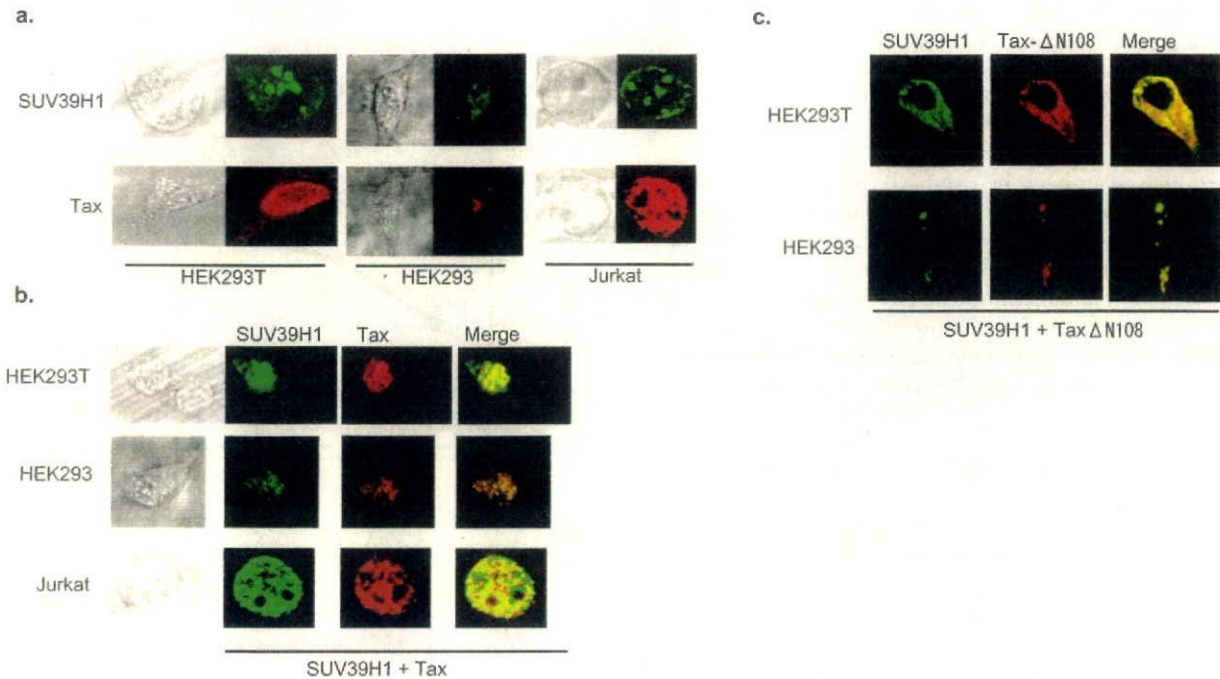 a.
SUV39H1
Tax
HEK293T HEK293 Jurkat
b.
SUV39H1 Tax Merge
HEK293T
HEK293
Jurkat
SUV39H1 + Tax
c.
SUV39H1 Tax-ΔN108 Merge
HEK293T
HEK293
SUV39H1 + TaxΔN108